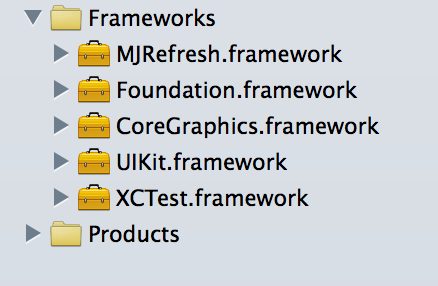 Frameworks
MJRefresh.framework
Foundation.framework
CoreGraphics.framework
UIKit.framework
XCTest.framework
Products